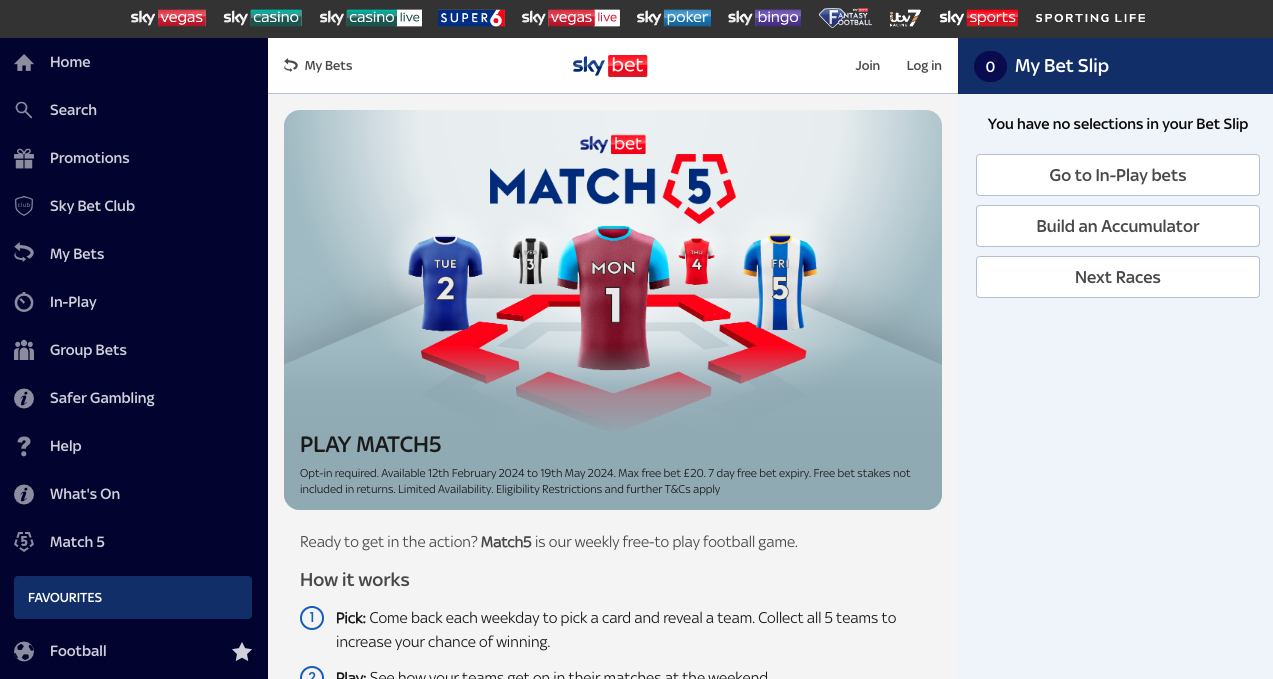 sky vegas sky casino sky casino live SUPER 6 sky vegas live sky poker sky bingo sky bet FANTASY FOOTBALL itv7 RACING sky sports SPORTING LIFE
Home
Search
Promotions
club Sky Bet Club
My Bets
In-Play
Group Bets
Safer Gambling
Help
What's On
5 Match 5
FAVOURITES
Football
My Bets
sky bet
Join
Log in
sky bet
MATCH 5
TUE
2
WED
3
MON
1
THU
4
FRI
5
PLAY MATCH5
Opt-in required. Available 12th February 2024 to 19th May 2024. Max free bet £20. 7 day free bet expiry. Free bet stakes not
included in returns. Limited Availability. Eligibility Restrictions and further T&Cs apply
Ready to get in the action? Match5 is our weekly free-to play football game.
How it works
1 Pick: Come back each weekday to pick a card and reveal a team. Collect all 5 teams to
increase your chance of winning.
2 Play: See how your teams get on in their matches at the weekend.
0 My Bet Slip
You have no selections in your Bet Slip
Go to In-Play bets
Build an Accumulator
Next Races